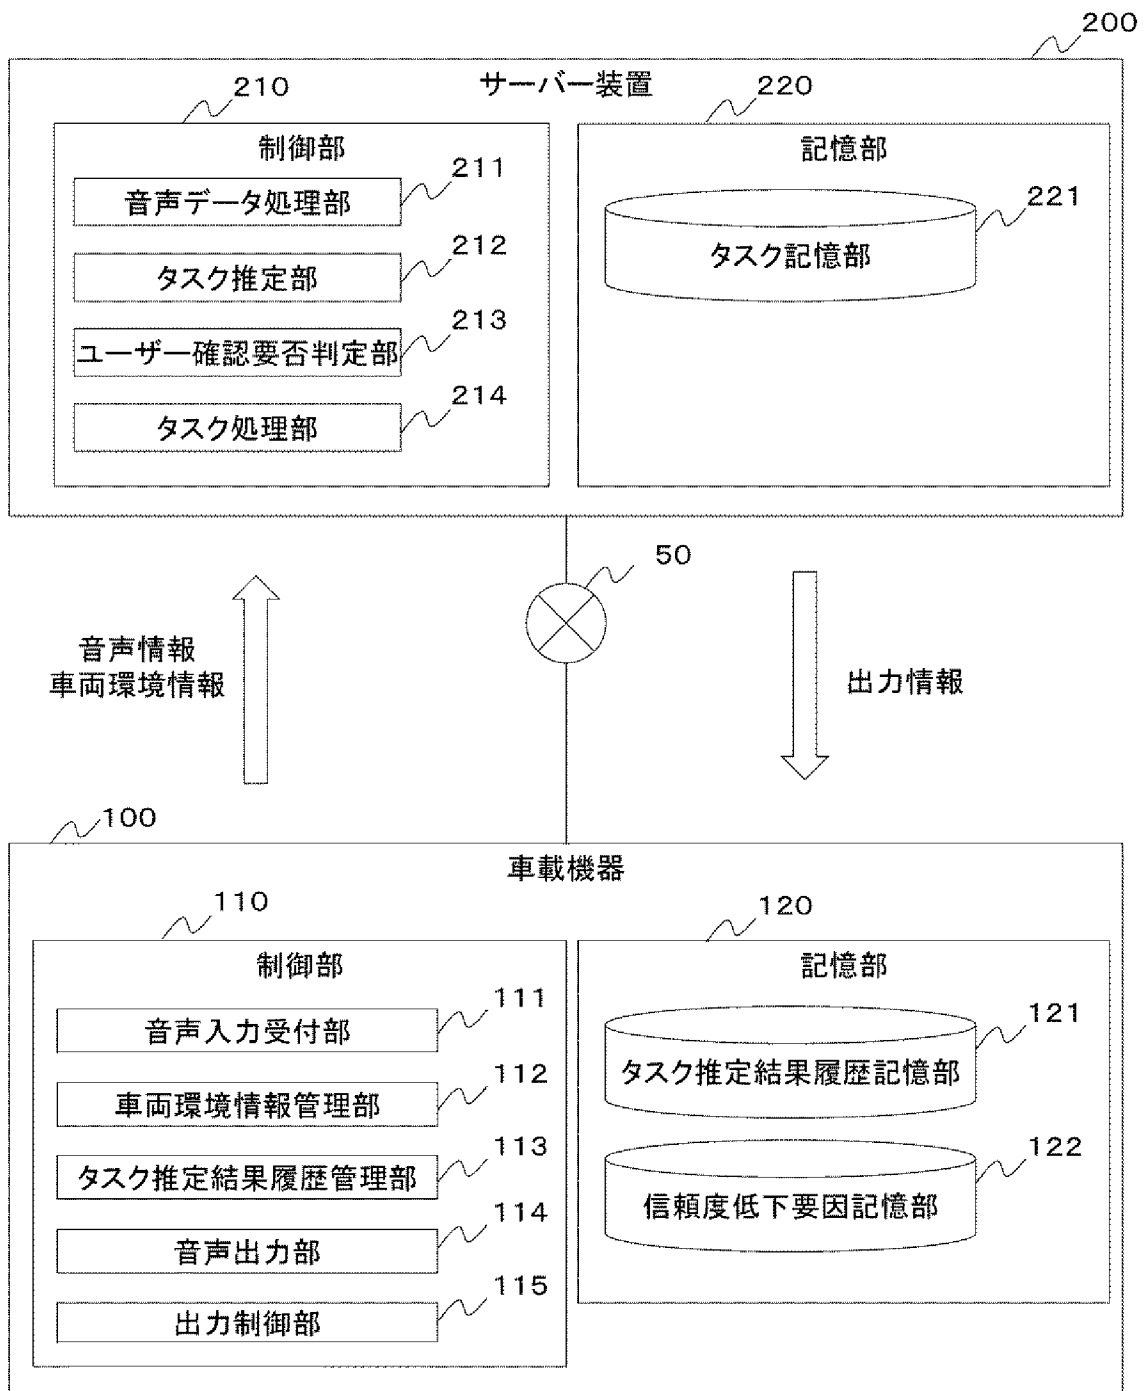 200
サーバー装置
210
制御部
211
音声データ処理部
212
タスク推定部
213
ユーザー確認要否判定部
214
タスク処理部
220
記憶部
221
タスク記憶部
音声情報
車両環境情報
50
出力情報
100
車載機器
110
制御部
111
音声入力受付部
112
車両環境情報管理部
113
タスク推定結果履歴管理部
114
音声出力部
115
出力制御部
120
記憶部
121
タスク推定結果履歴記憶部
122
信頼度低下要因記憶部